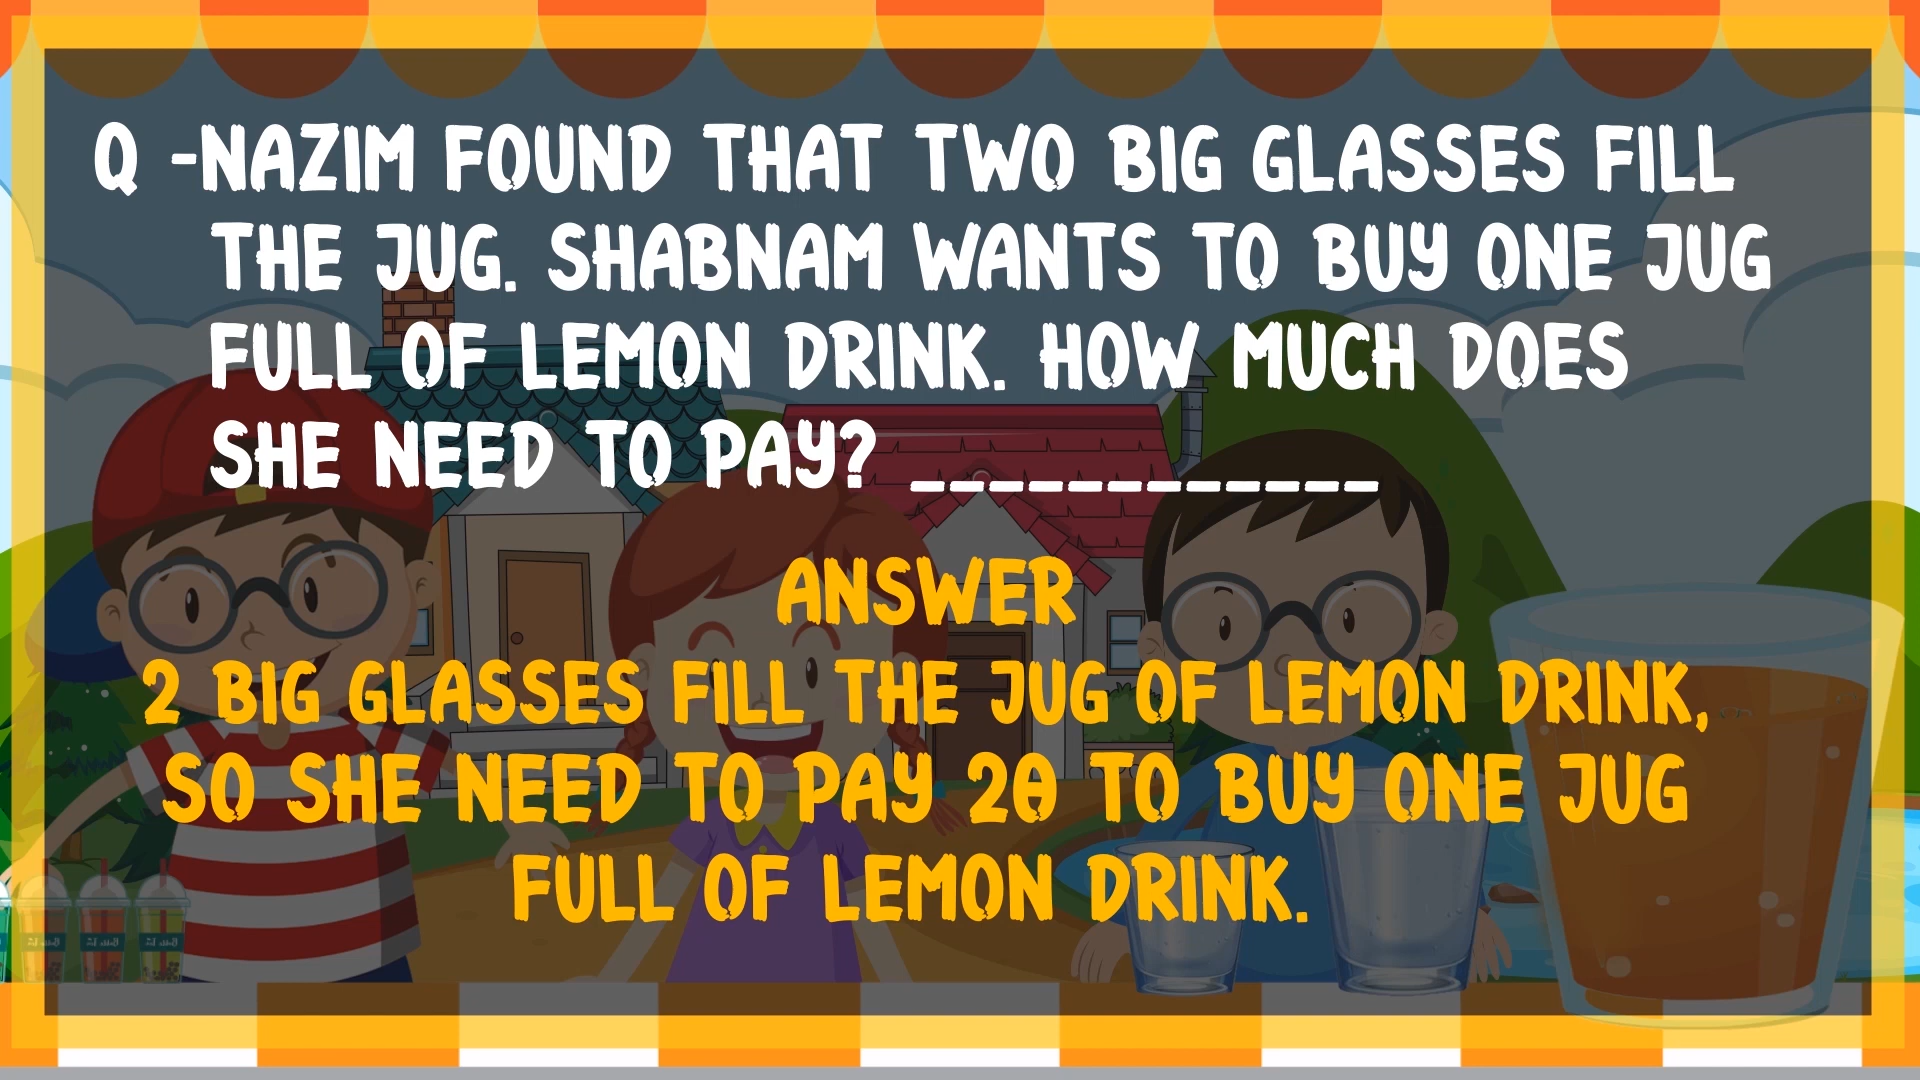 Q -NAZIM FOUND THAT TWO BIG GLASSES FILL
THE JUG. SHABNAM WANTS TO BUY ONE JUG
FULL OF LEMON DRINK. HOW MUCH DOES
SHE NEED TO PAY? ____________
ANSWER
2 BIG GLASSES FILL THE JUG OF LEMON DRINK,
SO SHE NEED TO PAY 20 TO BUY ONE JUG
FULL OF LEMON DRINK.